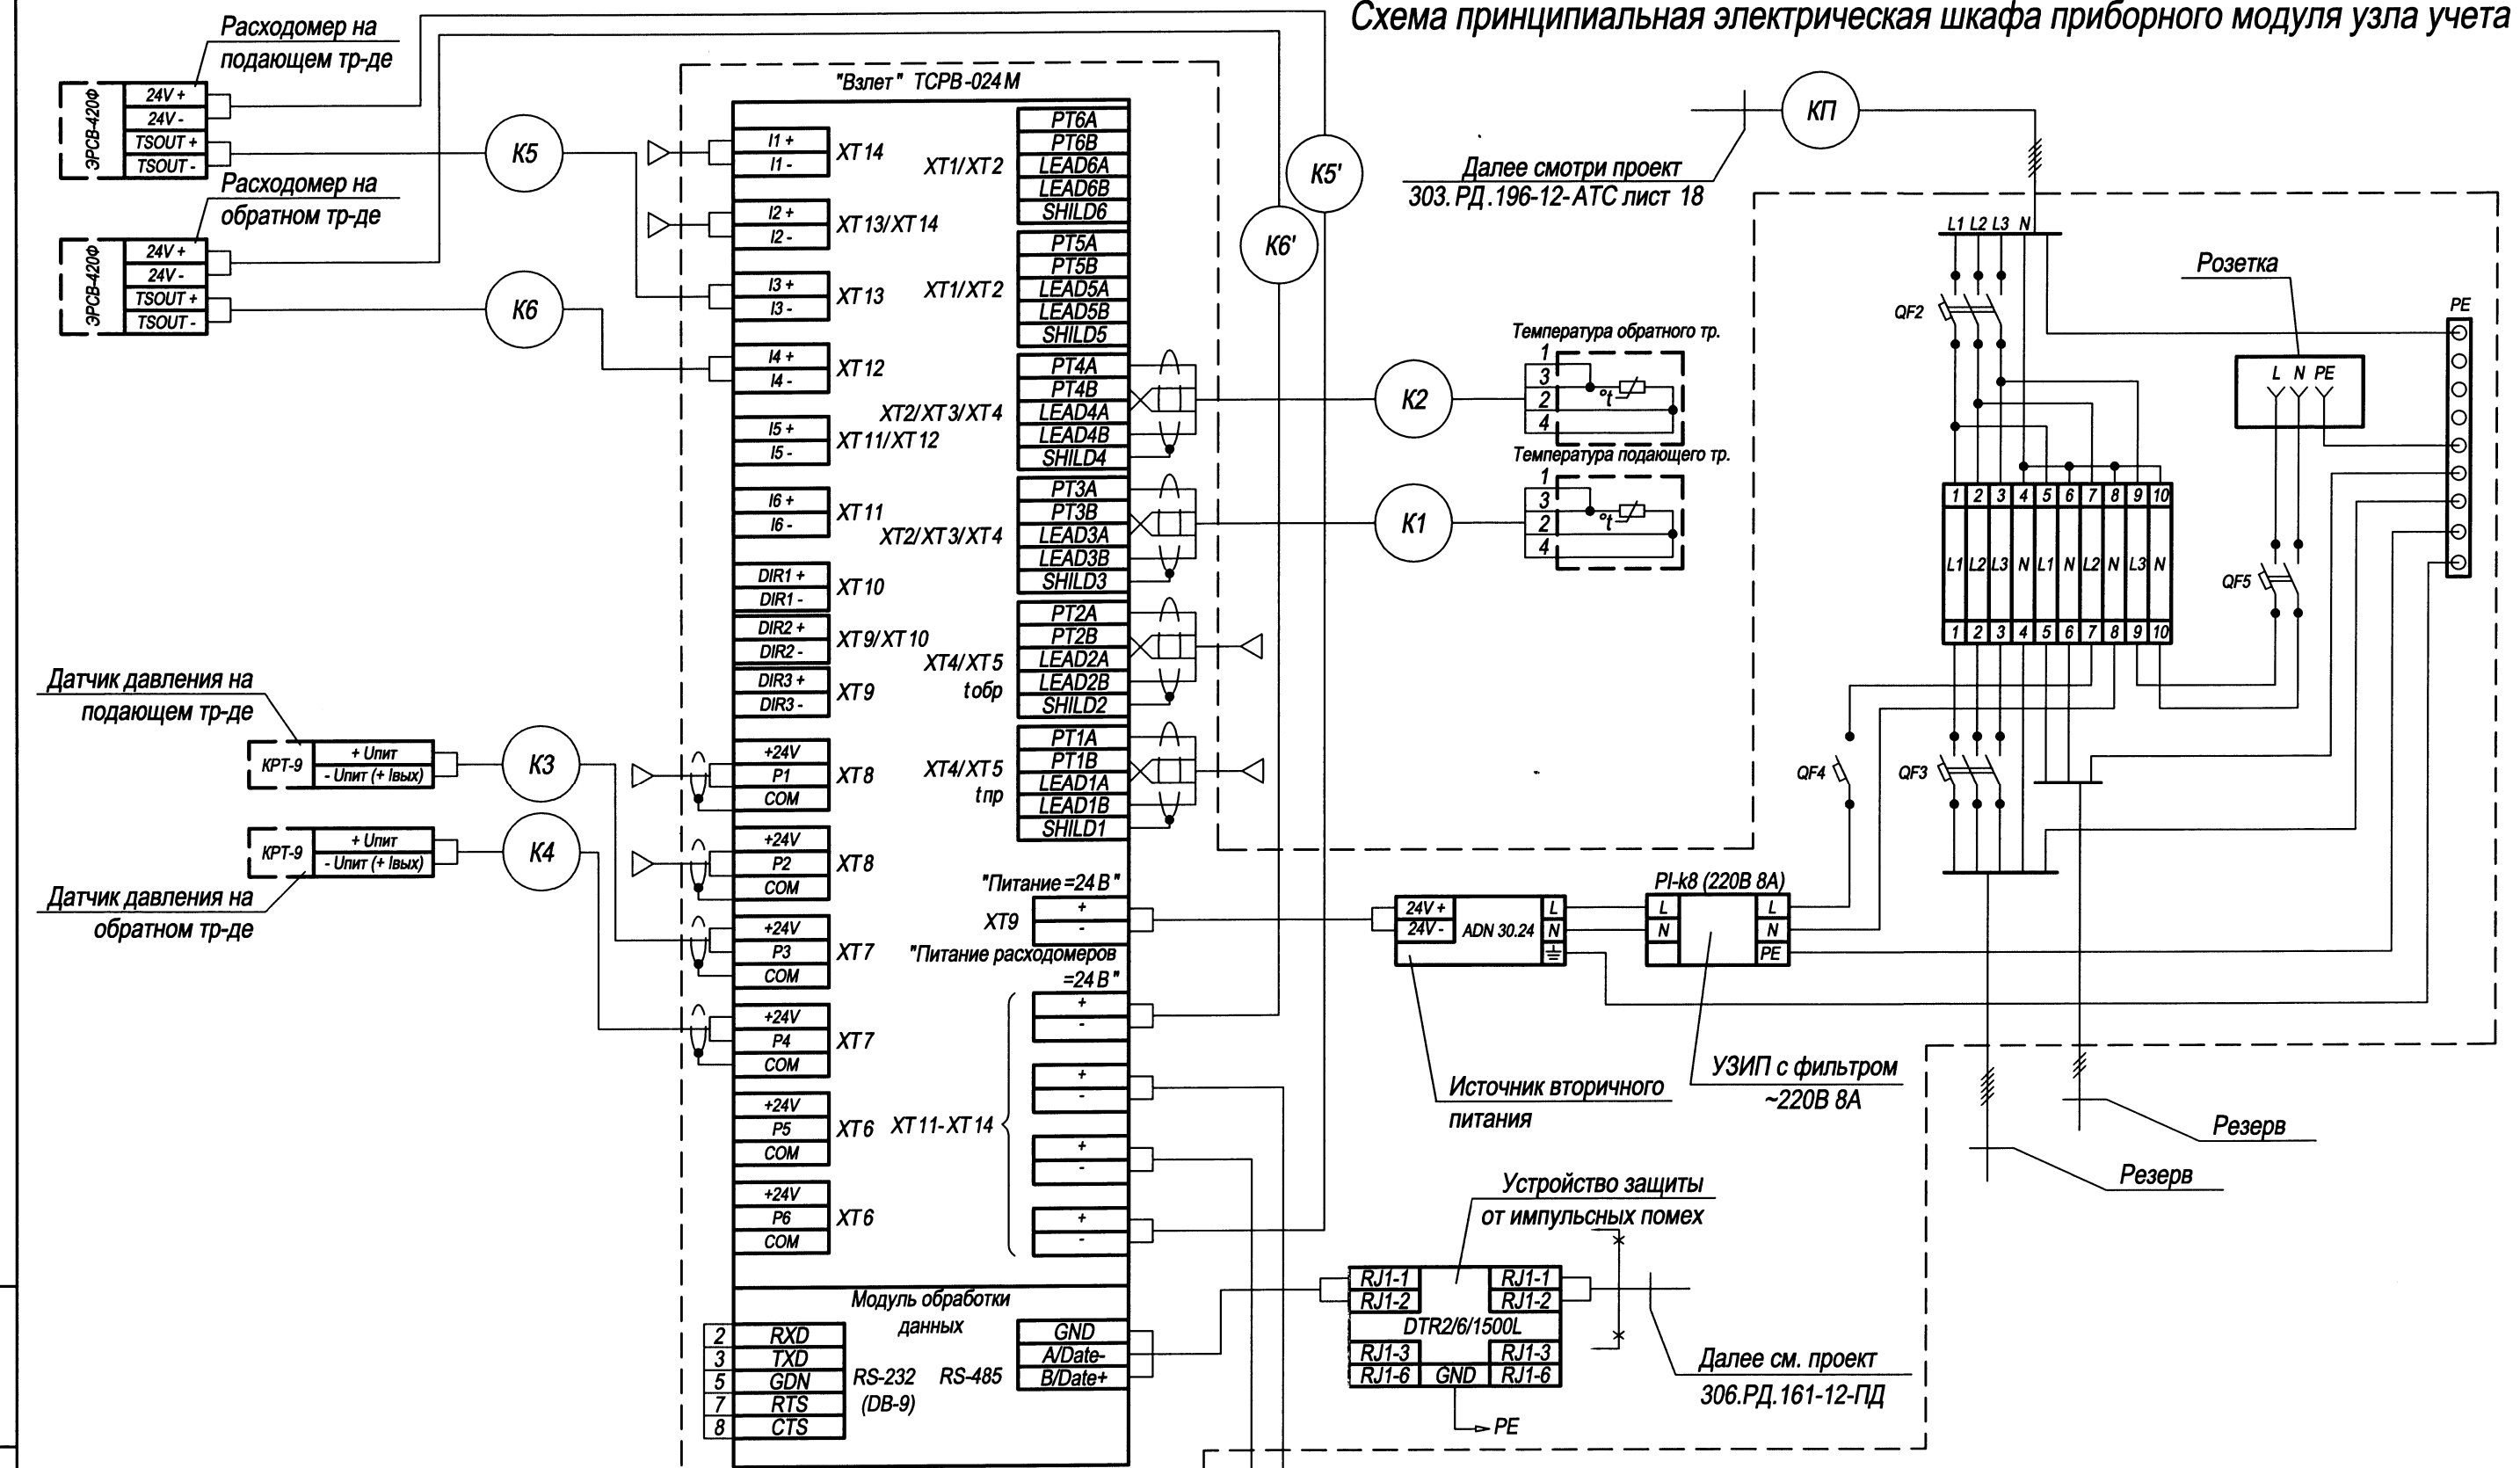 Схема принципиальная электрическая шкафа приборного модуля узла учета
Расходомер на
подающем тр-де
ЭРСВ-420Ф
24V +
24V -
TSOUT +
TSOUT -
К5
Расходомер на
обратном тр-де
ЭРСВ-420Ф
24V +
24V -
TSOUT +
TSOUT -
К6
Датчик давления на
подающем тр-де
КРТ-9
+ Uпит
- Uпит (+ Iвых)
К3
КРТ-9
+ Uпит
- Uпит (+ Iвых)
К4
Датчик давления на
обратном тр-де
"Взлет" ТСРВ-024М
I1 +
I1 -
XT14
I2 +
I2 -
XT13/XT14
I3 +
I3 -
XT13
I4 +
I4 -
XT12
I5 +
I5 -
XT11/XT12
I6 +
I6 -
XT11
DIR1 +
DIR1 -
XT10
DIR2 +
DIR2 -
XT9/XT10
DIR3 +
DIR3 -
XT9
+24V
P1
COM
XT8
+24V
P2
COM
XT8
+24V
P3
COM
XT7
+24V
P4
COM
XT7
+24V
P5
COM
XT6
+24V
P6
COM
XT6
XT1/XT2
PT6A
PT6B
LEAD6A
LEAD6B
SHILD6
XT1/XT2
PT5A
PT5B
LEAD5A
LEAD5B
SHILD5
XT2/XT3/XT4
PT4A
PT4B
LEAD4A
LEAD4B
SHILD4
XT2/XT3/XT4
PT3A
PT3B
LEAD3A
LEAD3B
SHILD3
XT4/XT5
t обр
PT2A
PT2B
LEAD2A
LEAD2B
SHILD2
XT4/XT5
t пр
PT1A
PT1B
LEAD1A
LEAD1B
SHILD1
"Питание =24 В"
XT9
+
-
"Питание расходомеров
=24 В"
XT11-XT14
+
-
+
-
+
-
+
-
Модуль обработки
данных
2 RXD
3 TXD
5 GDN
7 RTS
8 CTS
RS-232
(DB-9)
RS-485
GND
A/Date-
B/Date+
К5'
К6'
К2
Температура обратного тр.
1
3
2
4
°t
К1
Температура подающего тр.
1
3
2
4
°t
КП
Далее смотри проект
303.РД.196-12-АТС лист 18
L1 L2 L3 N
QF2
Розетка
L N PE
PE
1 2 3 4 5 6 7 8 9 10
L1 L2 L3 N L1 N L2 N L3 N
1 2 3 4 5 6 7 8 9 10
QF5
QF4
QF3
24V +
24V -
ADN 30.24
L
N
PI-k8 (220В 8А)
L
N
L
N
PE
Источник вторичного
питания
УЗИП с фильтром
~220В 8А
Резерв
Резерв
Устройство защиты
от импульсных помех
RJ1-1
RJ1-2
RJ1-1
RJ1-2
DTR2/6/1500L
RJ1-3
RJ1-6
GND
RJ1-3
RJ1-6
PE
Далее см. проект
306.РД.161-12-ПД